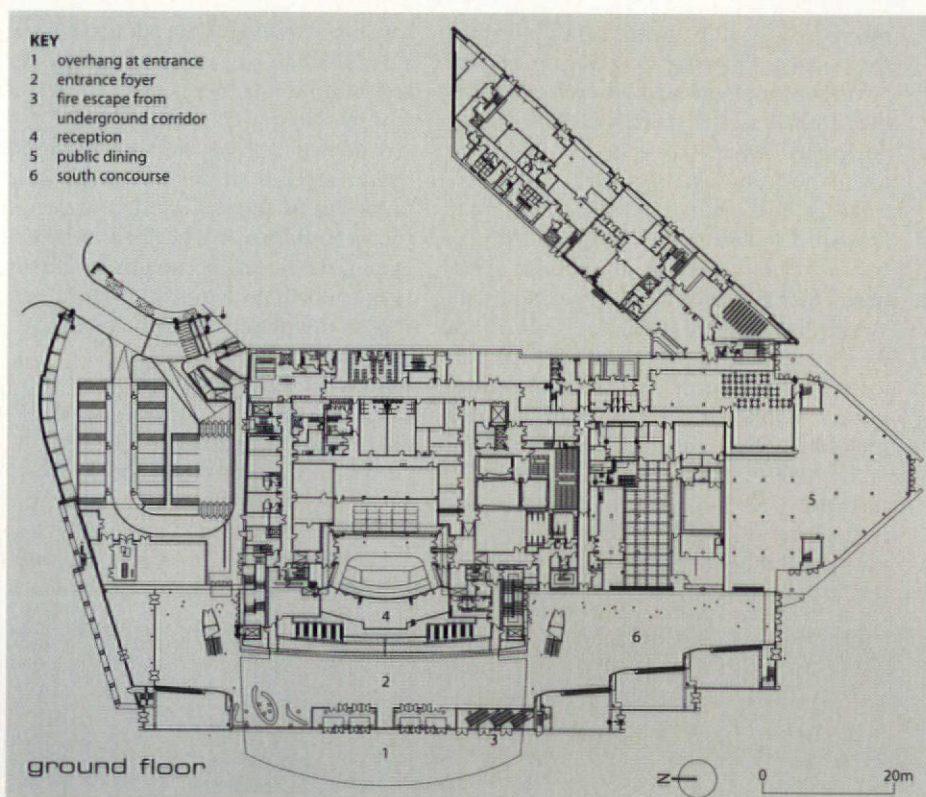 KEY
1 overhang at entrance
2 entrance foyer
3 fire escape from
underground corridor
4 reception
5 public dining
6 south concourse
5
4
6
2
3
1
ground floor
N
0 20m